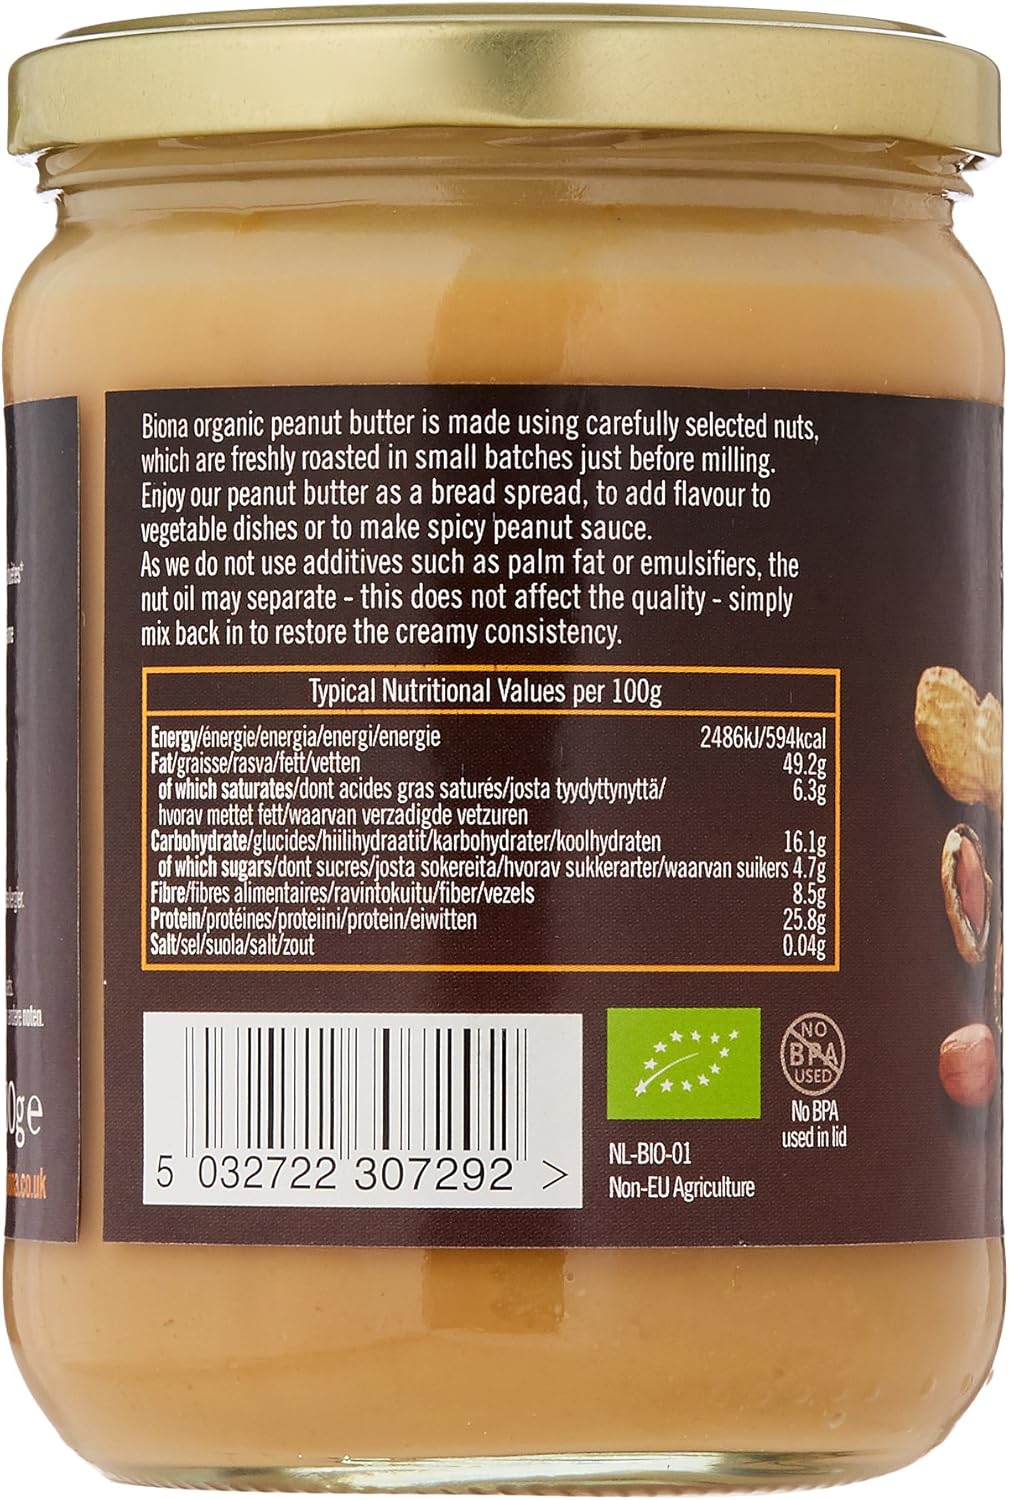 Biona organic peanut butter is made using carefully selected nuts,
which are freshly roasted in small batches just before milling.
Enjoy our peanut butter as a bread spread, to add flavour to
vegetable dishes or to make spicy peanut sauce.
As we do not use additives such as palm fat or emulsifiers, the
nut oil may separate - this does not affect the quality - simply
mix back in to restore the creamy consistency.
Typical Nutritional Values per 100g
Energy/énergie/energia/energi/energie 2486kJ/594kcal
Fat/graisse/rasva/fett/vetten 49.2g
of which saturates/dont acides gras saturés/josta tyydyttynyttä/ 6.3g
hvorav mettet fett/waarvan verzadigde vetzuren
Carbohydrate/glucides/hiilihydraatit/karbohydrater/koolhydraten 16.1g
of which sugars/dont sucres/josta sokereita/hvorav sukkerarter/waarvan suikers 4.7g
Fibre/fibres alimentaires/ravintokuitu/fiber/vezels 8.5g
Protein/protéines/proteiini/protein/eiwitten 25.8g
Salt/sel/suola/salt/zout 0.04g
5 032722 307292 >
NL-BIO-01
Non-EU Agriculture
NO
BPA
USED
No BPA
used in lid
noten.
0g e
.co.uk